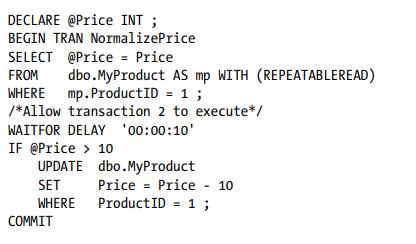 DECLARE @Price INT ;
BEGIN TRAN NormalizePrice
SELECT  @Price = Price
FROM    dbo.MyProduct AS mp WITH (REPEATABLEREAD)
WHERE   mp.ProductID = 1 ;
/*Allow transaction 2 to execute*/
WAITFOR DELAY  '00:00:10'
IF @Price > 10
    UPDATE  dbo.MyProduct
    SET     Price = Price - 10
    WHERE   ProductID = 1 ;
COMMIT